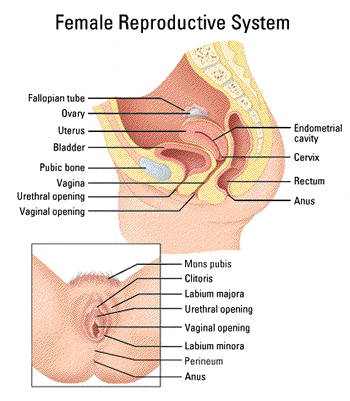 Female Reproductive System
Fallopian tube
Ovary
Uterus
Bladder
Pubic bone
Vagina
Urethral opening
Vaginal opening
Endometrial
cavity
Cervix
Rectum
Anus
Mons pubis
Clitoris
Labium majora
Urethral opening
Vaginal opening
Labium minora
Perineum
Anus